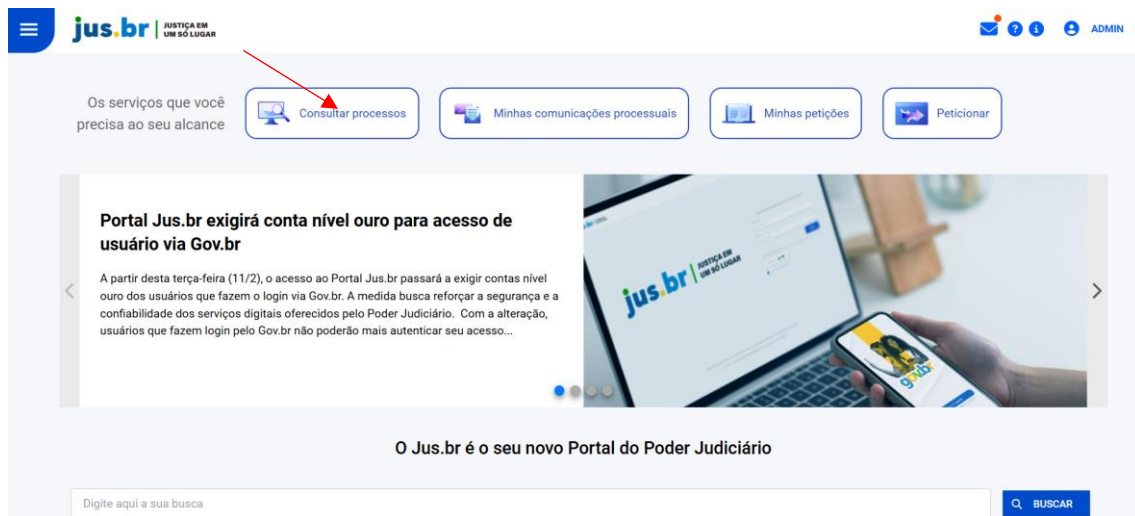 jus.br | JUSTIÇA EM
UM SÓ LUGAR
ADMIN
Os serviços que você
precisa ao seu alcance
Consultar processos
Minhas comunicações processuais
Minhas petições
Peticionar
Portal Jus.br exigirá conta nível ouro para acesso de
usuário via Gov.br
A partir desta terça-feira (11/2), o acesso ao Portal Jus.br passará a exigir contas nível
ouro dos usuários que fazem o login via Gov.br. A medida busca reforçar a segurança e a
confiabilidade dos serviços digitais oferecidos pelo Poder Judiciário. Com a alteração,
usuários que fazem login pelo Gov.br não poderão mais autenticar seu acesso...
jus.br | JUSTIÇA EM
UM SÓ LUGAR
gov.br
O Jus.br é o seu novo Portal do Poder Judiciário
Digite aqui a sua busca
BUSCAR